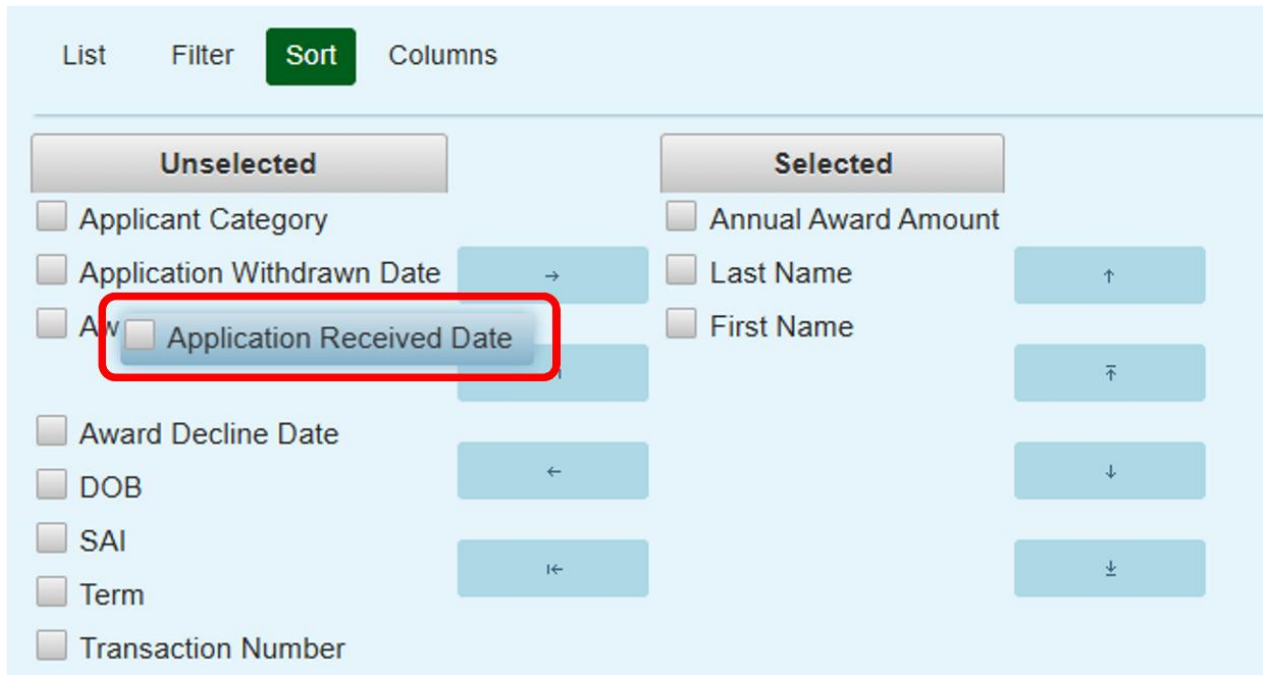 List Filter Sort Columns
Unselected
Applicant Category
Application Withdrawn Date
Application Received Date
Award Decline Date
DOB
SAI
Term
Transaction Number
→
←
I←
Selected
Annual Award Amount
Last Name
First Name
↑
⤒
↓
⤓